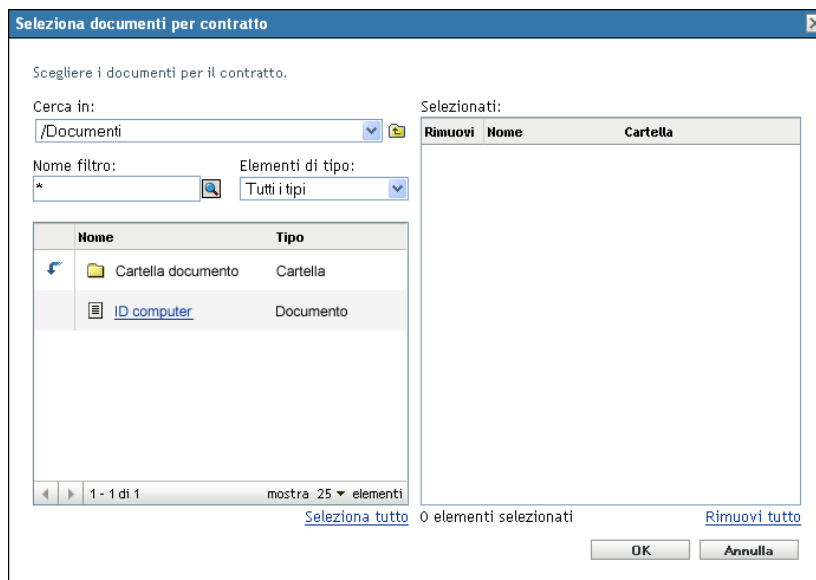 Seleziona documenti per contratto
Scegliere i documenti per il contratto.
Cerca in:
/Documenti
Nome filtro:
Elementi di tipo:
*
Tutti i tipi
Nome Tipo
Cartella documento Cartella
ID computer Documento
1 - 1 di 1 mostra 25 elementi
Seleziona tutto
Selezionati:
Rimuovi Nome Cartella
0 elementi selezionati Rimuovi tutto
OK Annulla